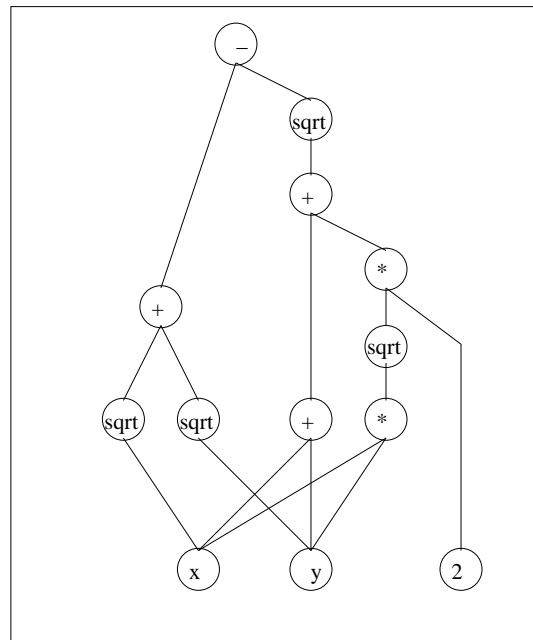 −
sqrt
+
*
+
sqrt
sqrt sqrt + *
x y 2